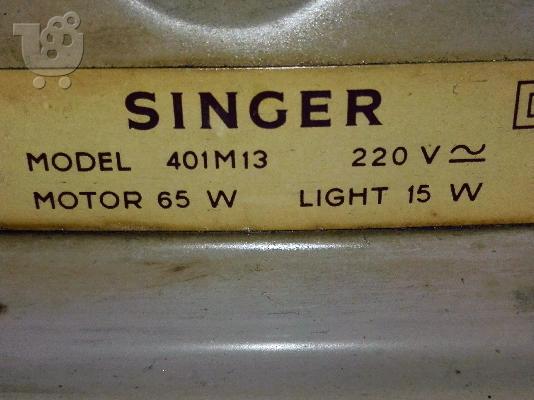 SINGER
MODEL 401M13 220 V ⎓
MOTOR 65 W LIGHT 15 W